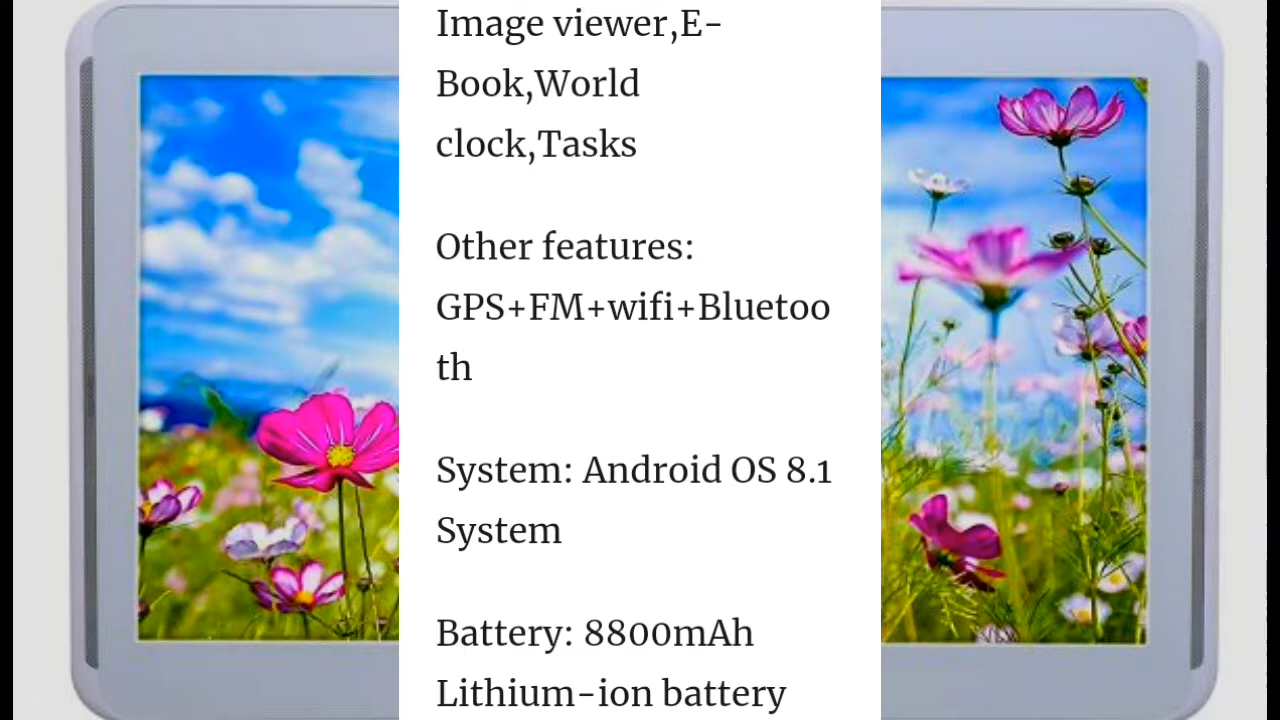 Image viewer,E-
Book,World
clock,Tasks
Other features:
GPS+FM+wifi+Bluetoo
th
System: Android OS 8.1
System
Battery: 8800mAh
Lithium-ion battery